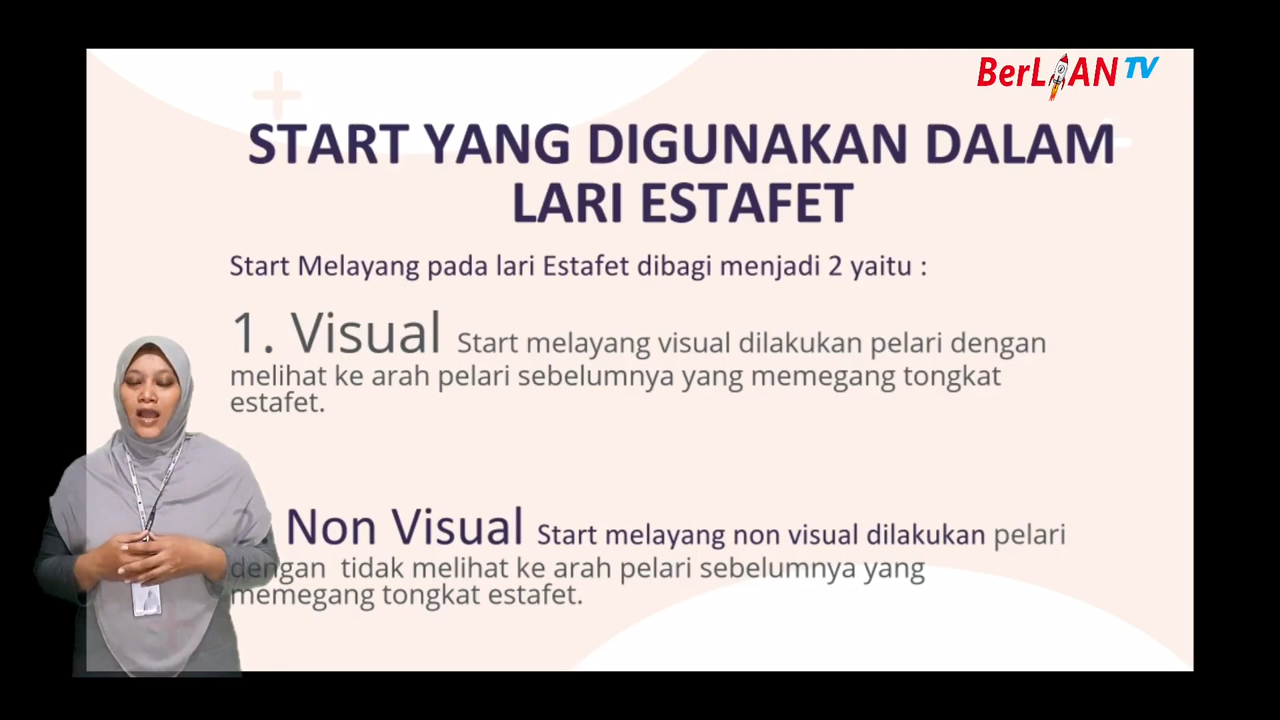 BerLIAN TV
START YANG DIGUNAKAN DALAM
LARI ESTAFET
Start Melayang pada lari Estafet dibagi menjadi 2 yaitu :
1. Visual Start melayang visual dilakukan pelari dengan
melihat ke arah pelari sebelumnya yang memegang tongkat
estafet.
Non Visual Start melayang non visual dilakukan pelari
dengan tidak melihat ke arah pelari sebelumnya yang
memegang tongkat estafet.